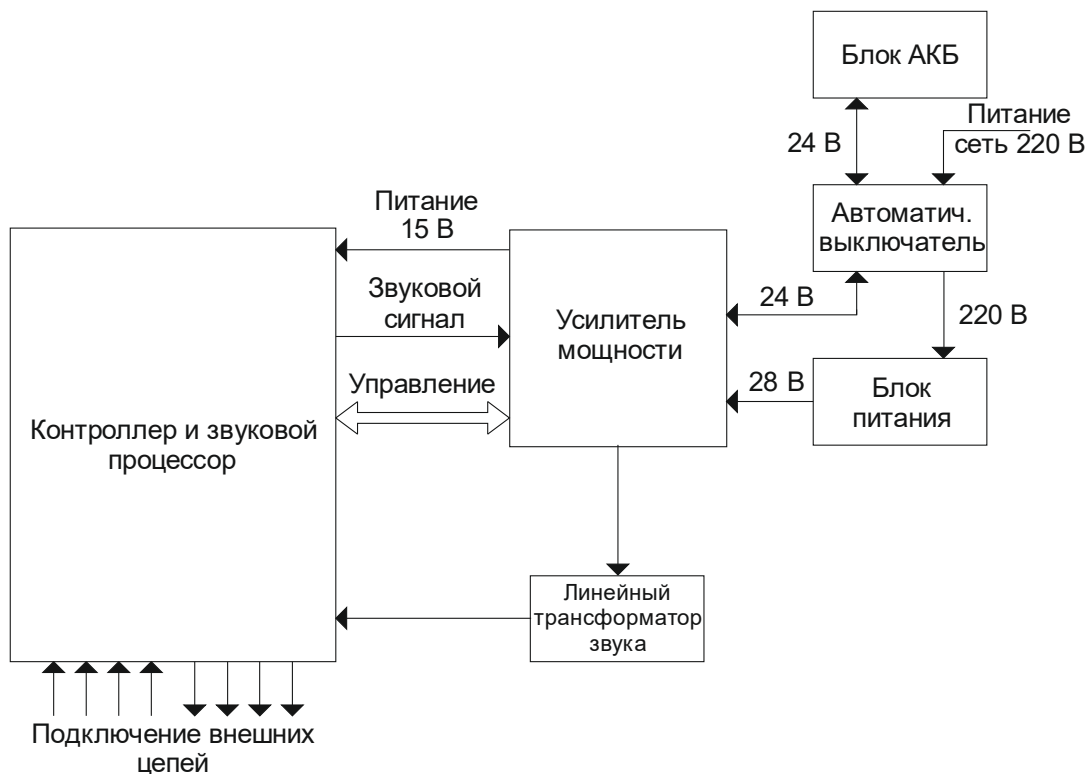 Блок АКБ
24 В
Питание
сеть 220 В
Автоматич.
выключатель
Питание
15 В
Звуковой
сигнал
Управление
Контроллер и звуковой
процессор
Усилитель
мощности
24 В
220 В
28 В
Блок
питания
Линейный
трансформатор
звука
Подключение внешних
цепей